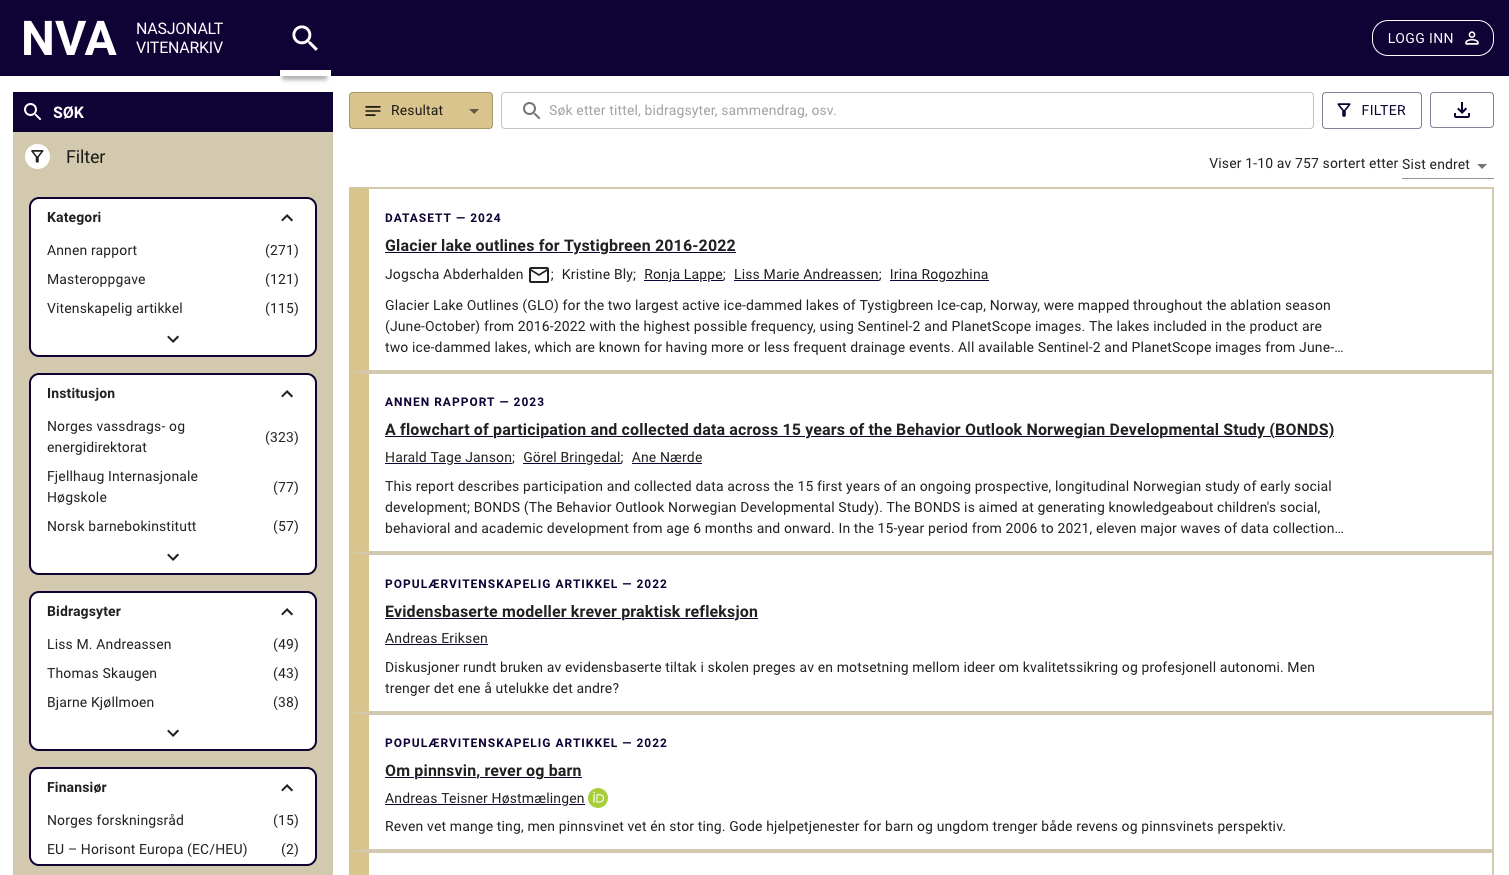 NVA
NASJONALT
VITENARKIV
LOGG INN
SØK
Filter
Kategori
Annen rapport (271)
Masteroppgave (121)
Vitenskapelig artikkel (115)
Institusjon
Norges vassdrags- og
energidirektorat (323)
Fjellhaug Internasjonale
Høgskole (77)
Norsk barnebokinstitutt (57)
Bidragsyter
Liss M. Andreassen (49)
Thomas Skaugen (43)
Bjarne Kjøllmoen (38)
Finansiør
Norges forskningsråd (15)
EU – Horisont Europa (EC/HEU) (2)
Resultat
Søk etter tittel, bidragsyter, sammendrag, osv.
FILTER
Viser 1-10 av 757 sortert etter Sist endret
DATASETT — 2024
Glacier lake outlines for Tystigbreen 2016-2022
Jogscha Abderhalden ; Kristine Bly; Ronja Lappe; Liss Marie Andreassen; Irina Rogozhina
Glacier Lake Outlines (GLO) for the two largest active ice-dammed lakes of Tystigbreen Ice-cap, Norway, were mapped throughout the ablation season
(June-October) from 2016-2022 with the highest possible frequency, using Sentinel-2 and PlanetScope images. The lakes included in the product are
two ice-dammed lakes, which are known for having more or less frequent drainage events. All available Sentinel-2 and PlanetScope images from June-…
ANNEN RAPPORT — 2023
A flowchart of participation and collected data across 15 years of the Behavior Outlook Norwegian Developmental Study (BONDS)
Harald Tage Janson; Görel Bringedal; Ane Nærde
This report describes participation and collected data across the 15 first years of an ongoing prospective, longitudinal Norwegian study of early social
development; BONDS (The Behavior Outlook Norwegian Developmental Study). The BONDS is aimed at generating knowledgeabout children's social,
behavioral and academic development from age 6 months and onward. In the 15-year period from 2006 to 2021, eleven major waves of data collection…
POPULÆRVITENSKAPELIG ARTIKKEL — 2022
Evidensbaserte modeller krever praktisk refleksjon
Andreas Eriksen
Diskusjoner rundt bruken av evidensbaserte tiltak i skolen preges av en motsetning mellom ideer om kvalitetssikring og profesjonell autonomi. Men
trenger det ene å utelukke det andre?
POPULÆRVITENSKAPELIG ARTIKKEL — 2022
Om pinnsvin, rever og barn
Andreas Teisner Høstmælingen iD
Reven vet mange ting, men pinnsvinet vet én stor ting. Gode hjelpetjenester for barn og ungdom trenger både revens og pinnsvinets perspektiv.